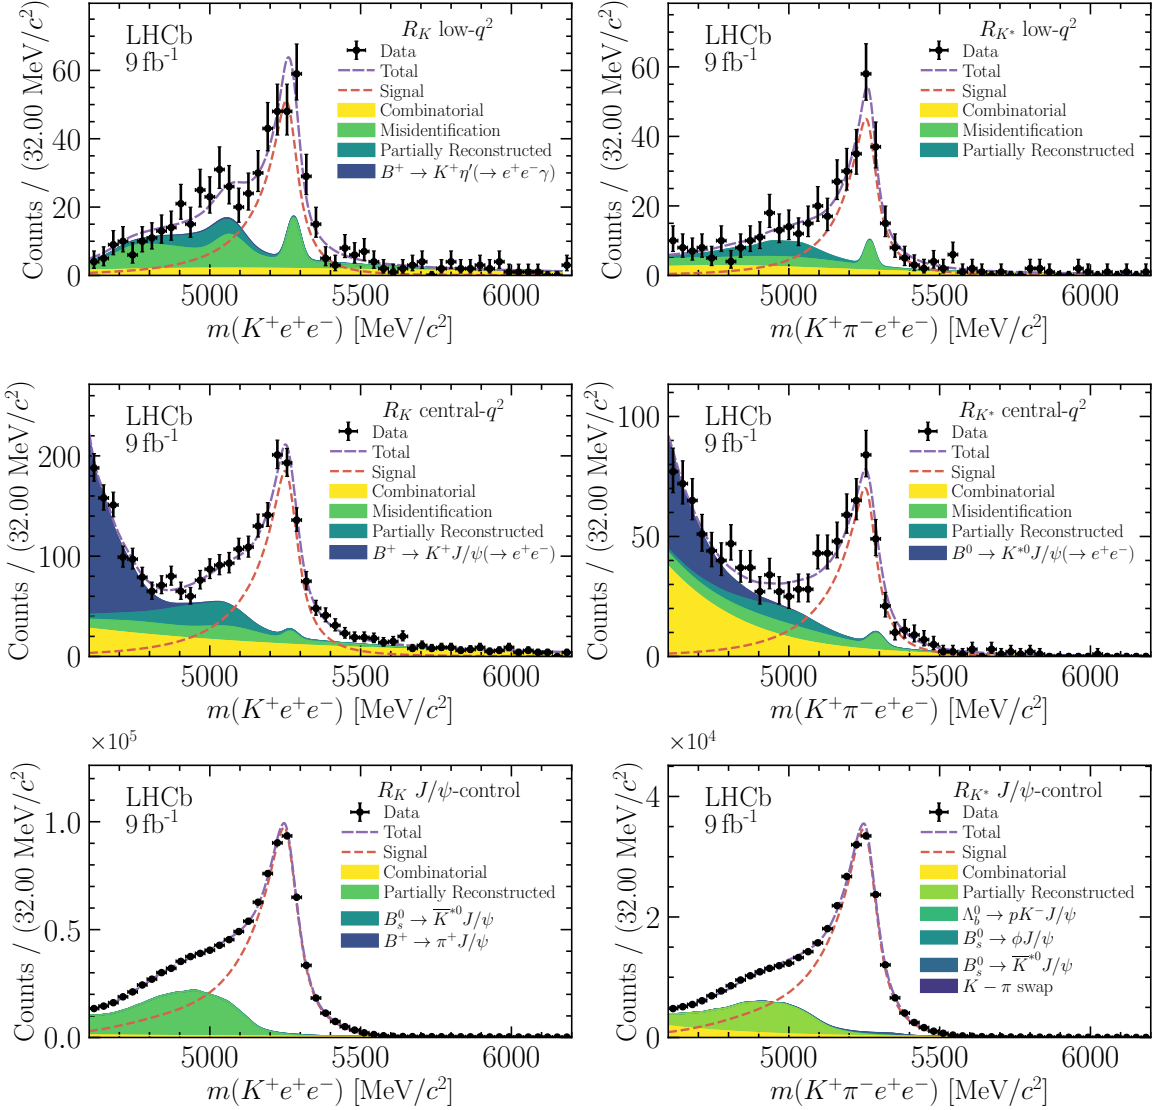 LHCb
9 fb⁻¹
R_K low-q²
Data
Total
Signal
Combinatorial
Misidentification
Partially Reconstructed
B⁺ → K⁺η′(→ e⁺e⁻γ)
60
40
20
0
Counts / (32.00 MeV/c²)
5000 5500 6000
m(K⁺e⁺e⁻) [MeV/c²]
LHCb
9 fb⁻¹
R_{K*} low-q²
Data
Total
Signal
Combinatorial
Misidentification
Partially Reconstructed
60
40
20
0
Counts / (32.00 MeV/c²)
5000 5500 6000
m(K⁺π⁻e⁺e⁻) [MeV/c²]
LHCb
9 fb⁻¹
R_K central-q²
Data
Total
Signal
Combinatorial
Misidentification
Partially Reconstructed
B⁺ → K⁺J/ψ(→ e⁺e⁻)
200
100
0
Counts / (32.00 MeV/c²)
5000 5500 6000
m(K⁺e⁺e⁻) [MeV/c²]
LHCb
9 fb⁻¹
R_{K*} central-q²
Data
Total
Signal
Combinatorial
Misidentification
Partially Reconstructed
B⁰ → K*⁰J/ψ(→ e⁺e⁻)
100
50
0
Counts / (32.00 MeV/c²)
5000 5500 6000
m(K⁺π⁻e⁺e⁻) [MeV/c²]
×10⁵
LHCb
9 fb⁻¹
R_K J/ψ-control
Data
Total
Signal
Combinatorial
Partially Reconstructed
B_s⁰ → K̅*⁰J/ψ
B⁺ → π⁺J/ψ
1.0
0.5
0.0
Counts / (32.00 MeV/c²)
5000 5500 6000
m(K⁺e⁺e⁻) [MeV/c²]
×10⁴
LHCb
9 fb⁻¹
R_{K*} J/ψ-control
Data
Total
Signal
Combinatorial
Partially Reconstructed
Λ_b⁰ → pK⁻J/ψ
B_s⁰ → ϕJ/ψ
B_s⁰ → K̅*⁰J/ψ
K − π swap
4
2
0
Counts / (32.00 MeV/c²)
5000 5500 6000
m(K⁺π⁻e⁺e⁻) [MeV/c²]